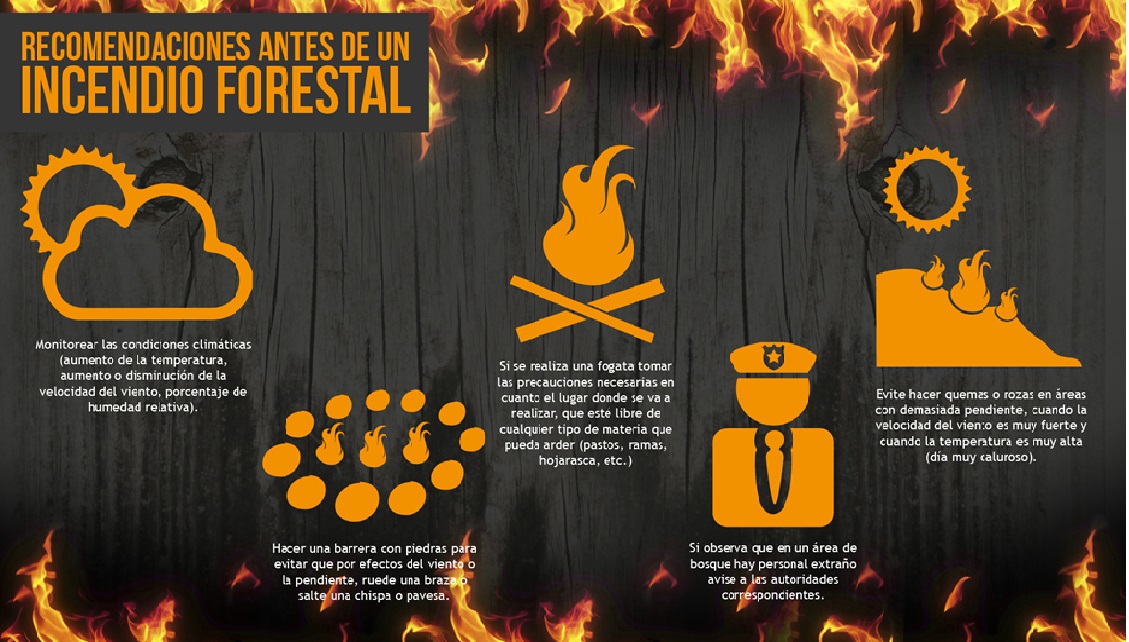 RECOMENDACIONES ANTES DE UN
INCENDIO FORESTAL
Monitorear las condiciones climáticas
(aumento de la temperatura,
aumento o disminución de la
velocidad del viento, porcentaje de
humedad relativa).
Hacer una barrera con piedras para
evitar que por efectos del viento o
la pendiente, ruede una braza o
salte una chispa o pavesa.
Si se realiza una fogata tomar
las precauciones necesarias en
cuanto el lugar donde se va a
realizar, que esté libre de
cualquier tipo de materia que
pueda arder (pastos, ramas,
hojarasca, etc.)
Si observa que en un área de
bosque hay personal extraño
avise a las autoridades
correspondientes.
Evite hacer quemas o rozas en áreas
con demasiada pendiente, cuando la
velocidad del viento es muy fuerte y
cuando la temperatura es muy alta
(día muy caluroso).